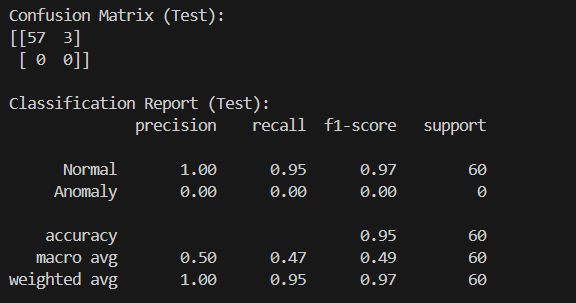 Confusion Matrix (Test):
[[57  3]
 [ 0  0]]
Classification Report (Test):
              precision    recall  f1-score   support
      Normal       1.00      0.95      0.97        60
     Anomaly       0.00      0.00      0.00         0
    accuracy                           0.95        60
   macro avg       0.50      0.47      0.49        60
weighted avg       1.00      0.95      0.97        60